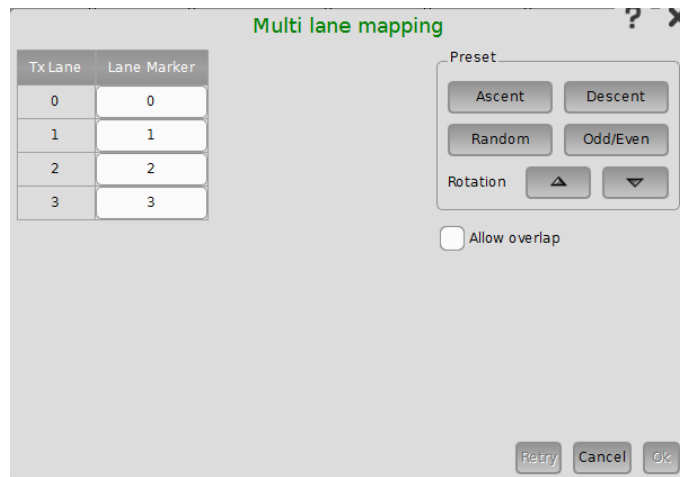 Multi lane mapping
?
Tx Lane Lane Marker
0 0
1 1
2 2
3 3
Preset
Ascent Descent
Random Odd/Even
Rotation
Allow overlap
Retry Cancel Ok